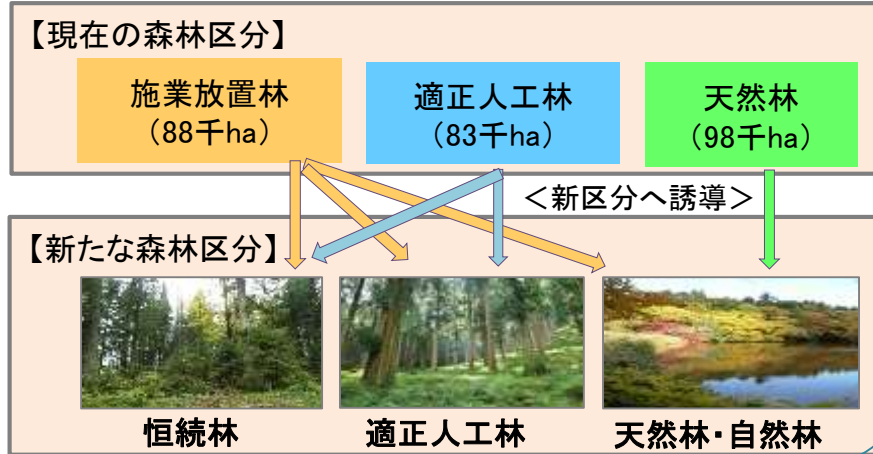 【現在の森林区分】
施業放置林
（88千ha）
適正人工林
（83千ha）
天然林
（98千ha）
＜新区分へ誘導＞
【新たな森林区分】
恒続林
適正人工林
天然林・自然林